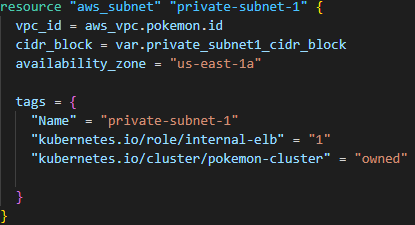 resource "aws_subnet" "private-subnet-1" {
  vpc_id = aws_vpc.pokemon.id
  cidr_block = var.private_subnet1_cidr_block
  availability_zone = "us-east-1a"

  tags = {
    "Name" = "private-subnet-1"
    "kubernetes.io/role/internal-elb" = "1"
    "kubernetes.io/cluster/pokemon-cluster" = "owned"

  }
}